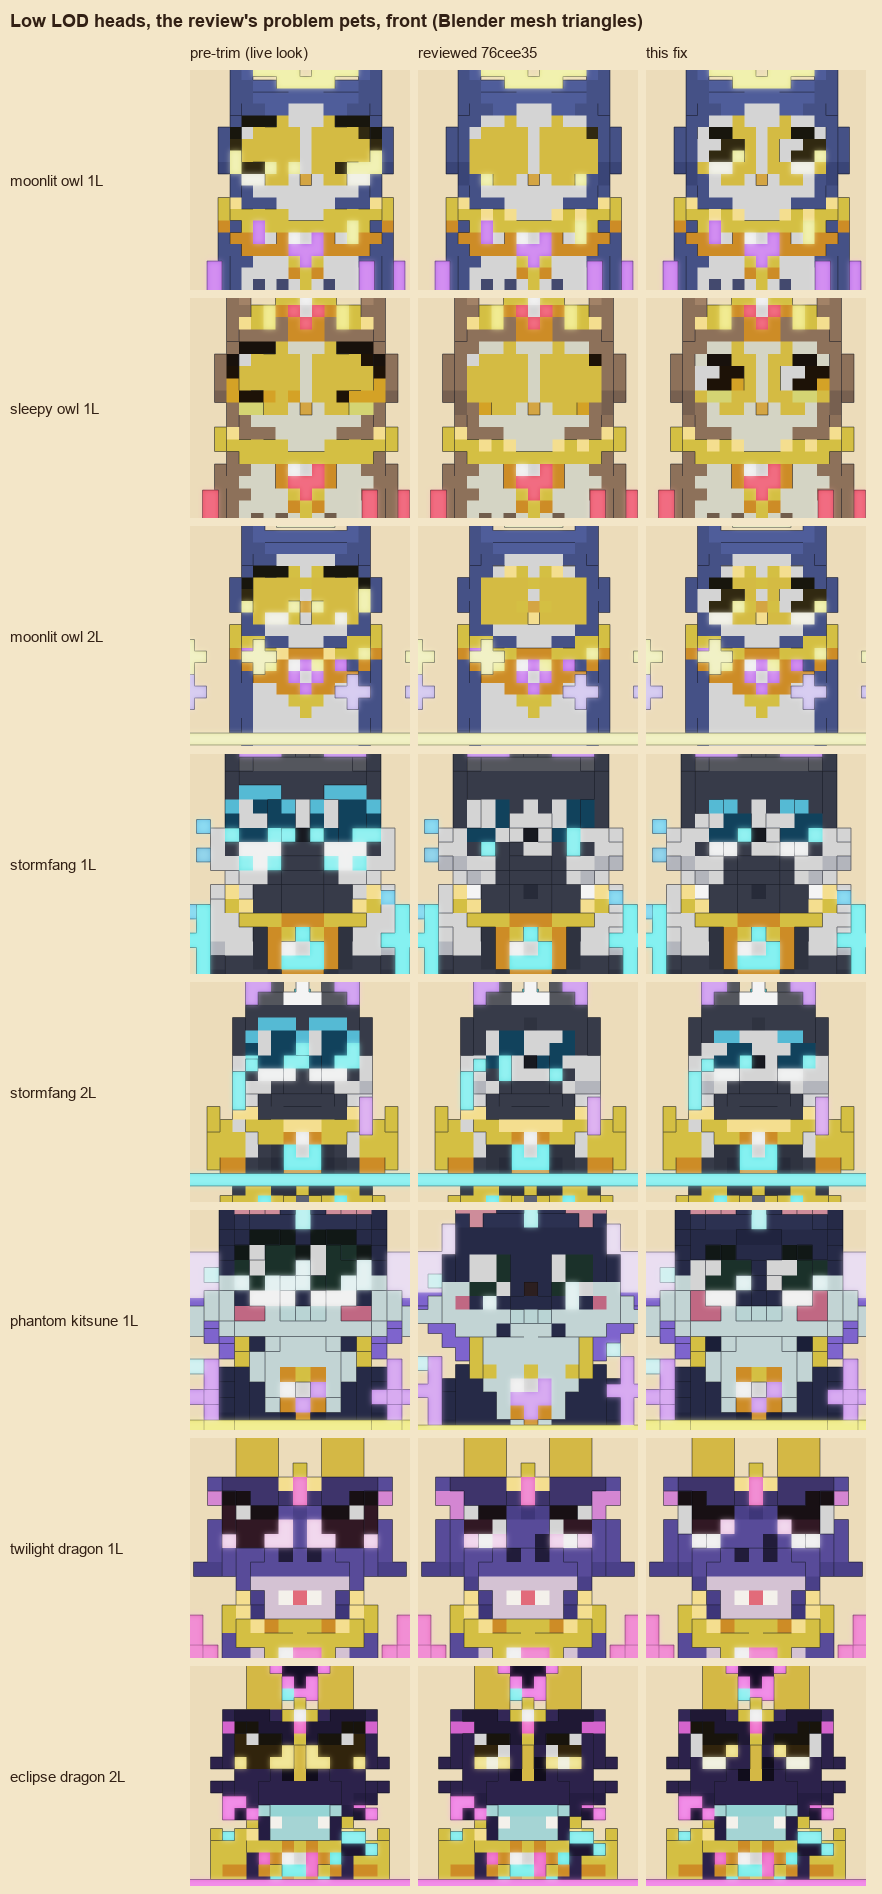 Low LOD heads, the review's problem pets, front (Blender mesh triangles)
pre-trim (live look) reviewed 76cee35 this fix
moonlit owl 1L
sleepy owl 1L
moonlit owl 2L
stormfang 1L
stormfang 2L
phantom kitsune 1L
twilight dragon 1L
eclipse dragon 2L